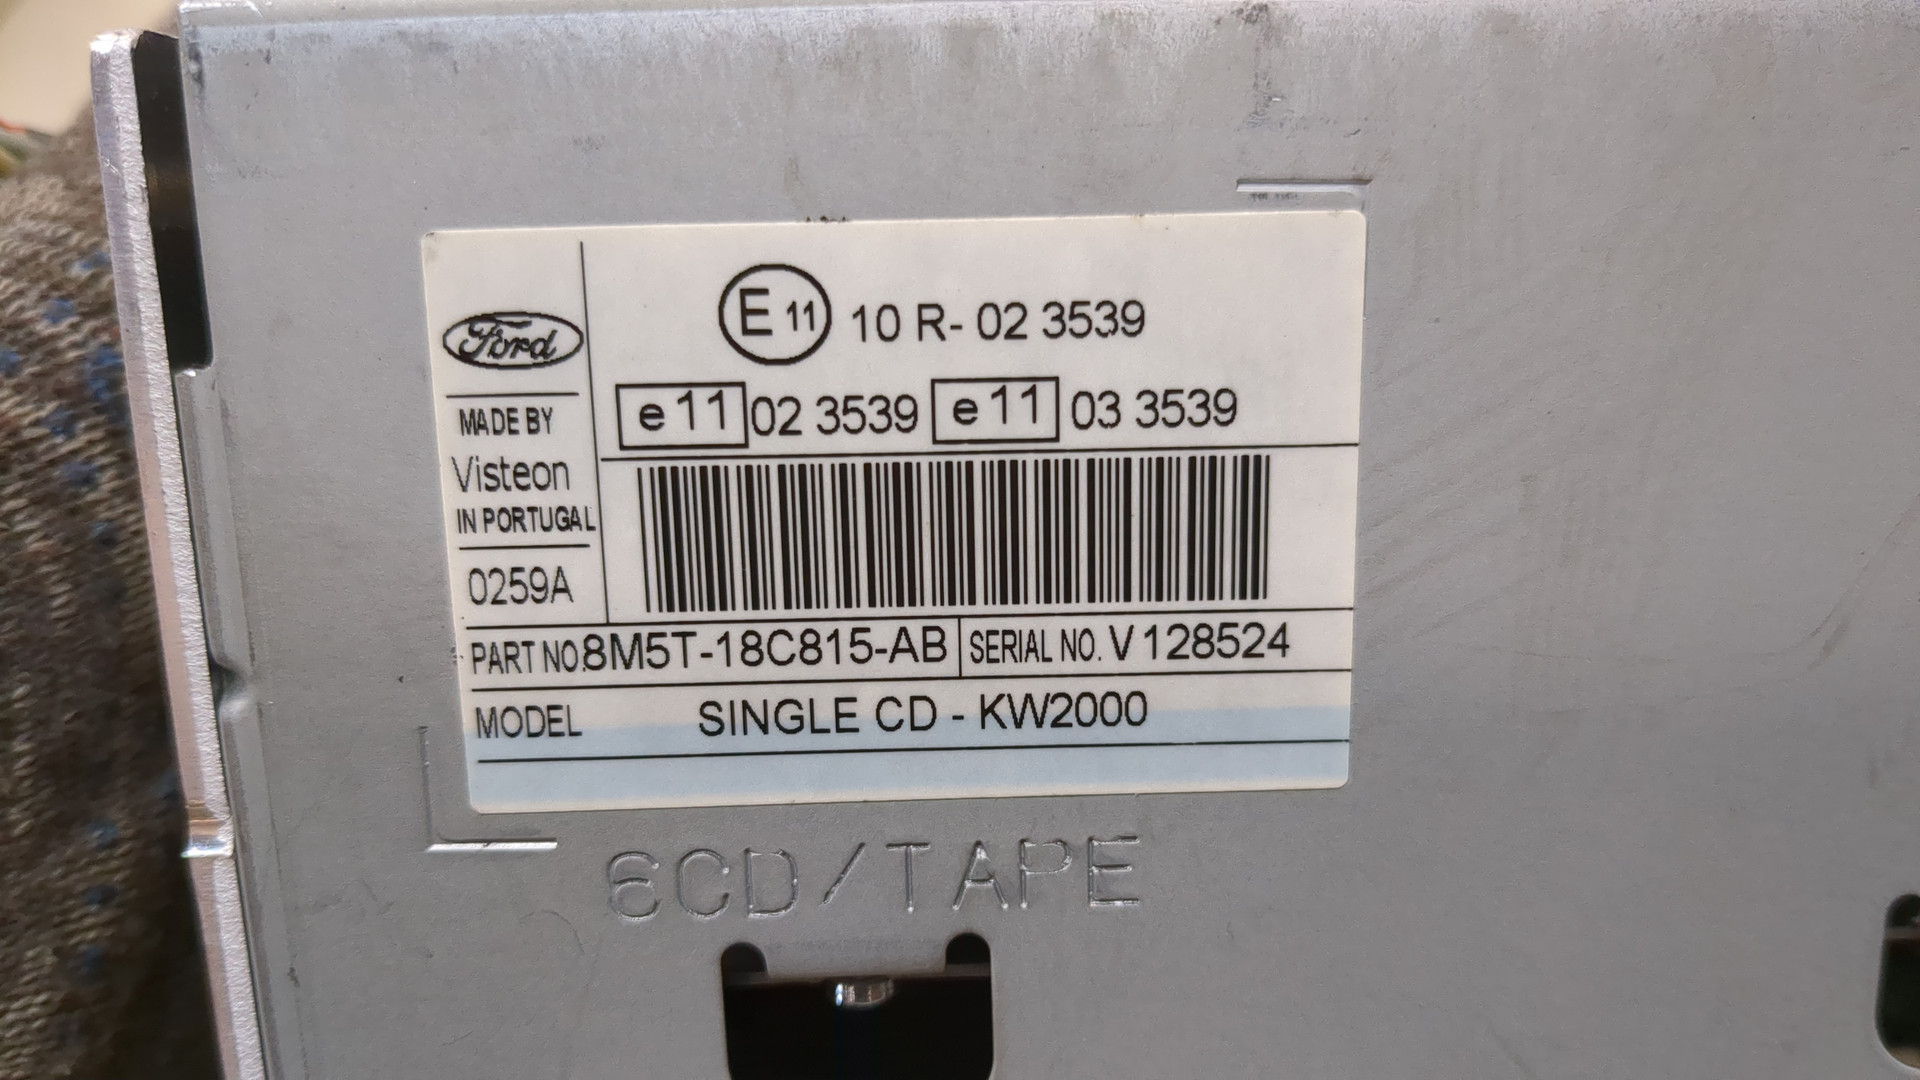 E 11 10 R- 02 3539
Ford
e 11 02 3539 e 11 03 3539
MADE BY
Visteon
IN PORTUGAL
0259A
PART NO. 8M5T-18C815-AB SERIAL NO. V 128524
MODEL SINGLE CD - KW2000
6CD/TAPE